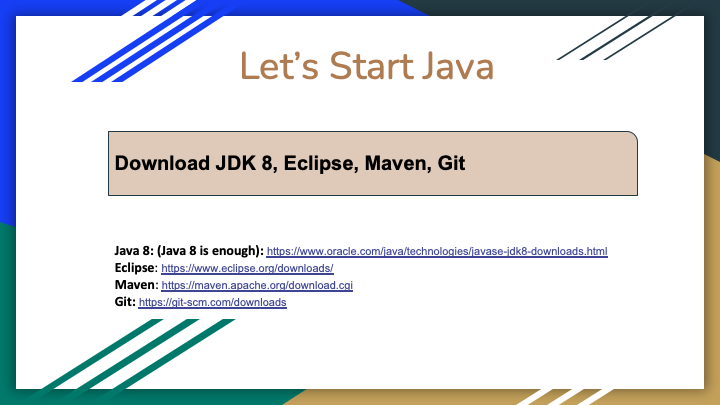 Let’s Start Java
Download JDK 8, Eclipse, Maven, Git
Java 8: (Java 8 is enough): https://www.oracle.com/java/technologies/javase-jdk8-downloads.html
Eclipse: https://www.eclipse.org/downloads/
Maven: https://maven.apache.org/download.cgi
Git: https://git-scm.com/downloads